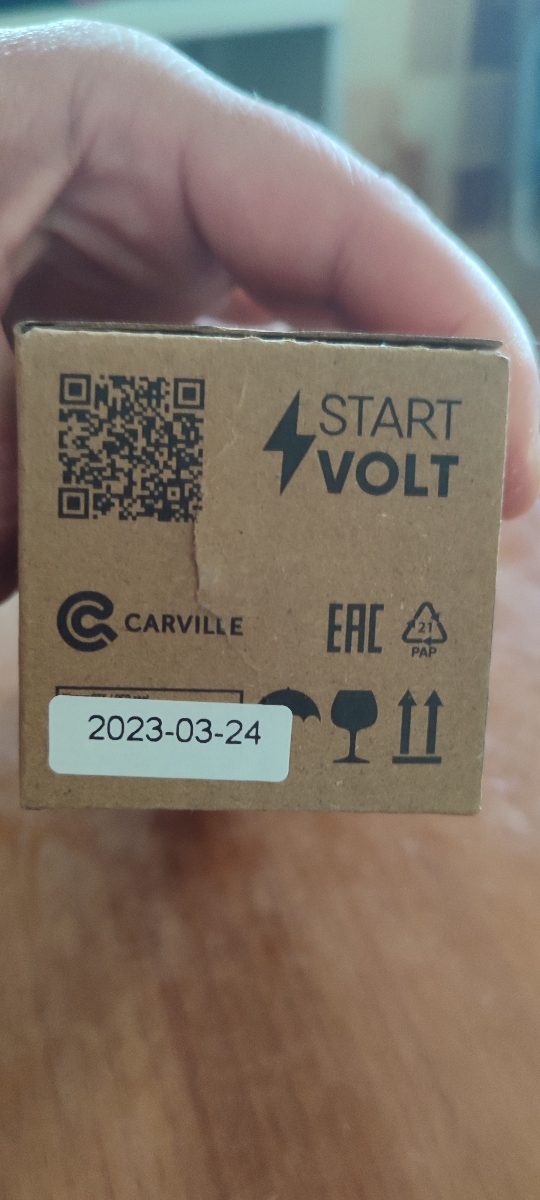 START
VOLT
CARVILLE
EAC
21
PAP
2023-03-24